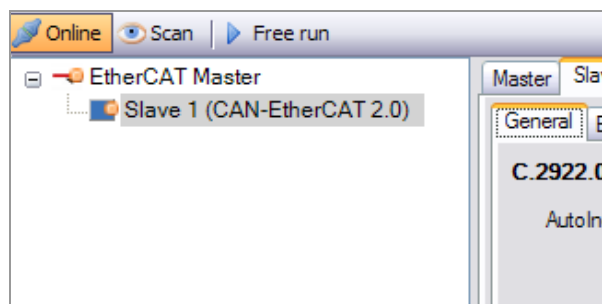 Online Scan Free run
EtherCAT Master
Slave 1 (CAN-EtherCAT 2.0)
Master
General